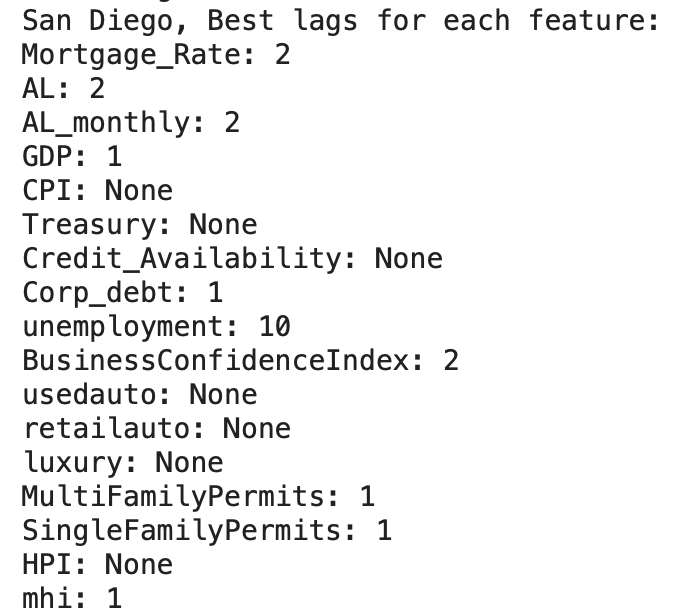 San Diego, Best lags for each feature:
Mortgage_Rate: 2
AL: 2
AL_monthly: 2
GDP: 1
CPI: None
Treasury: None
Credit_Availability: None
Corp_debt: 1
unemployment: 10
BusinessConfidenceIndex: 2
usedauto: None
retailauto: None
luxury: None
MultiFamilyPermits: 1
SingleFamilyPermits: 1
HPI: None
mhi: 1